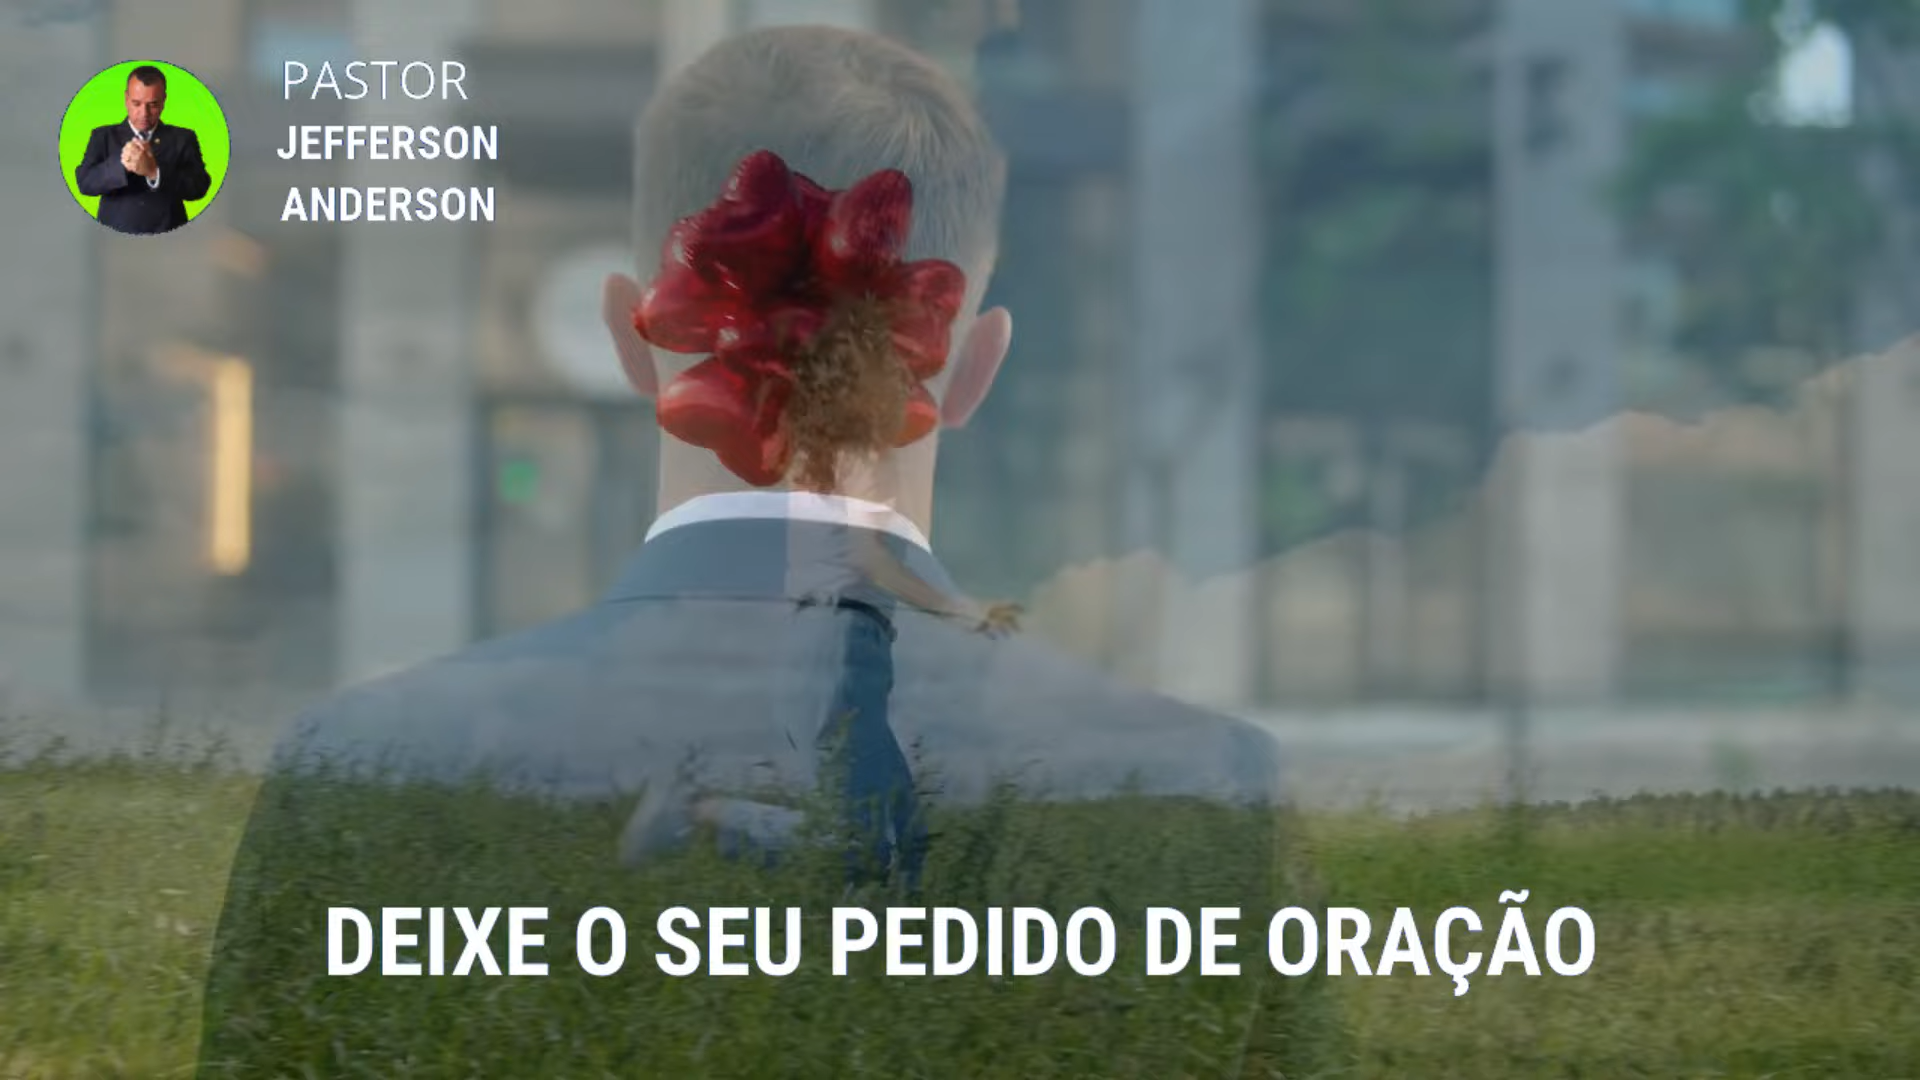 PASTOR
JEFFERSON
ANDERSON
DEIXE O SEU PEDIDO DE ORAÇÃO